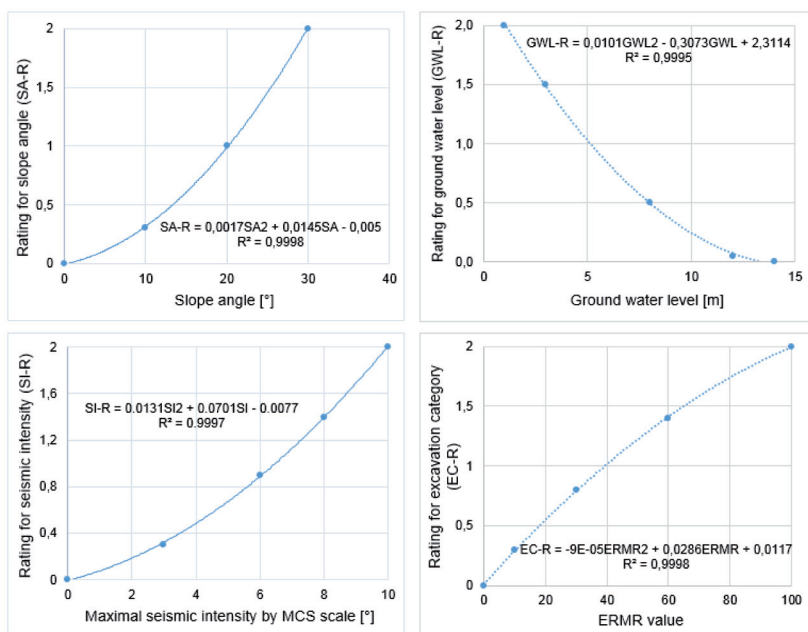 2
1,5
1
0,5
0
0
10
20
30
40
Rating for slope angle (SA-R)
SA-R = 0,0017SA2 + 0,0145SA - 0,005
R² = 0,9998
Slope angle [°]
2,0
1,5
1,0
0,5
0,0
0
5
10
15
Rating for ground water level (GWL-R)
GWL-R = 0,0101GWL2 - 0,3073GWL + 2,3114
R² = 0,9995
Ground water level [m]
2
1,6
1,2
0,8
0,4
0
0
2
4
6
8
10
Rating for seismic intensity (SI-R)
SI-R = 0.0131SI2 + 0.0701SI - 0.0077
R² = 0.9997
Maximal seismic intensity by MCS scale [°]
2
1,5
1
0,5
0
0
20
40
60
80
100
Rating for excavation category
(EC-R)
EC-R = -9E-05ERMR2 + 0,0286ERMR + 0,0117
R² = 0,9998
ERMR value